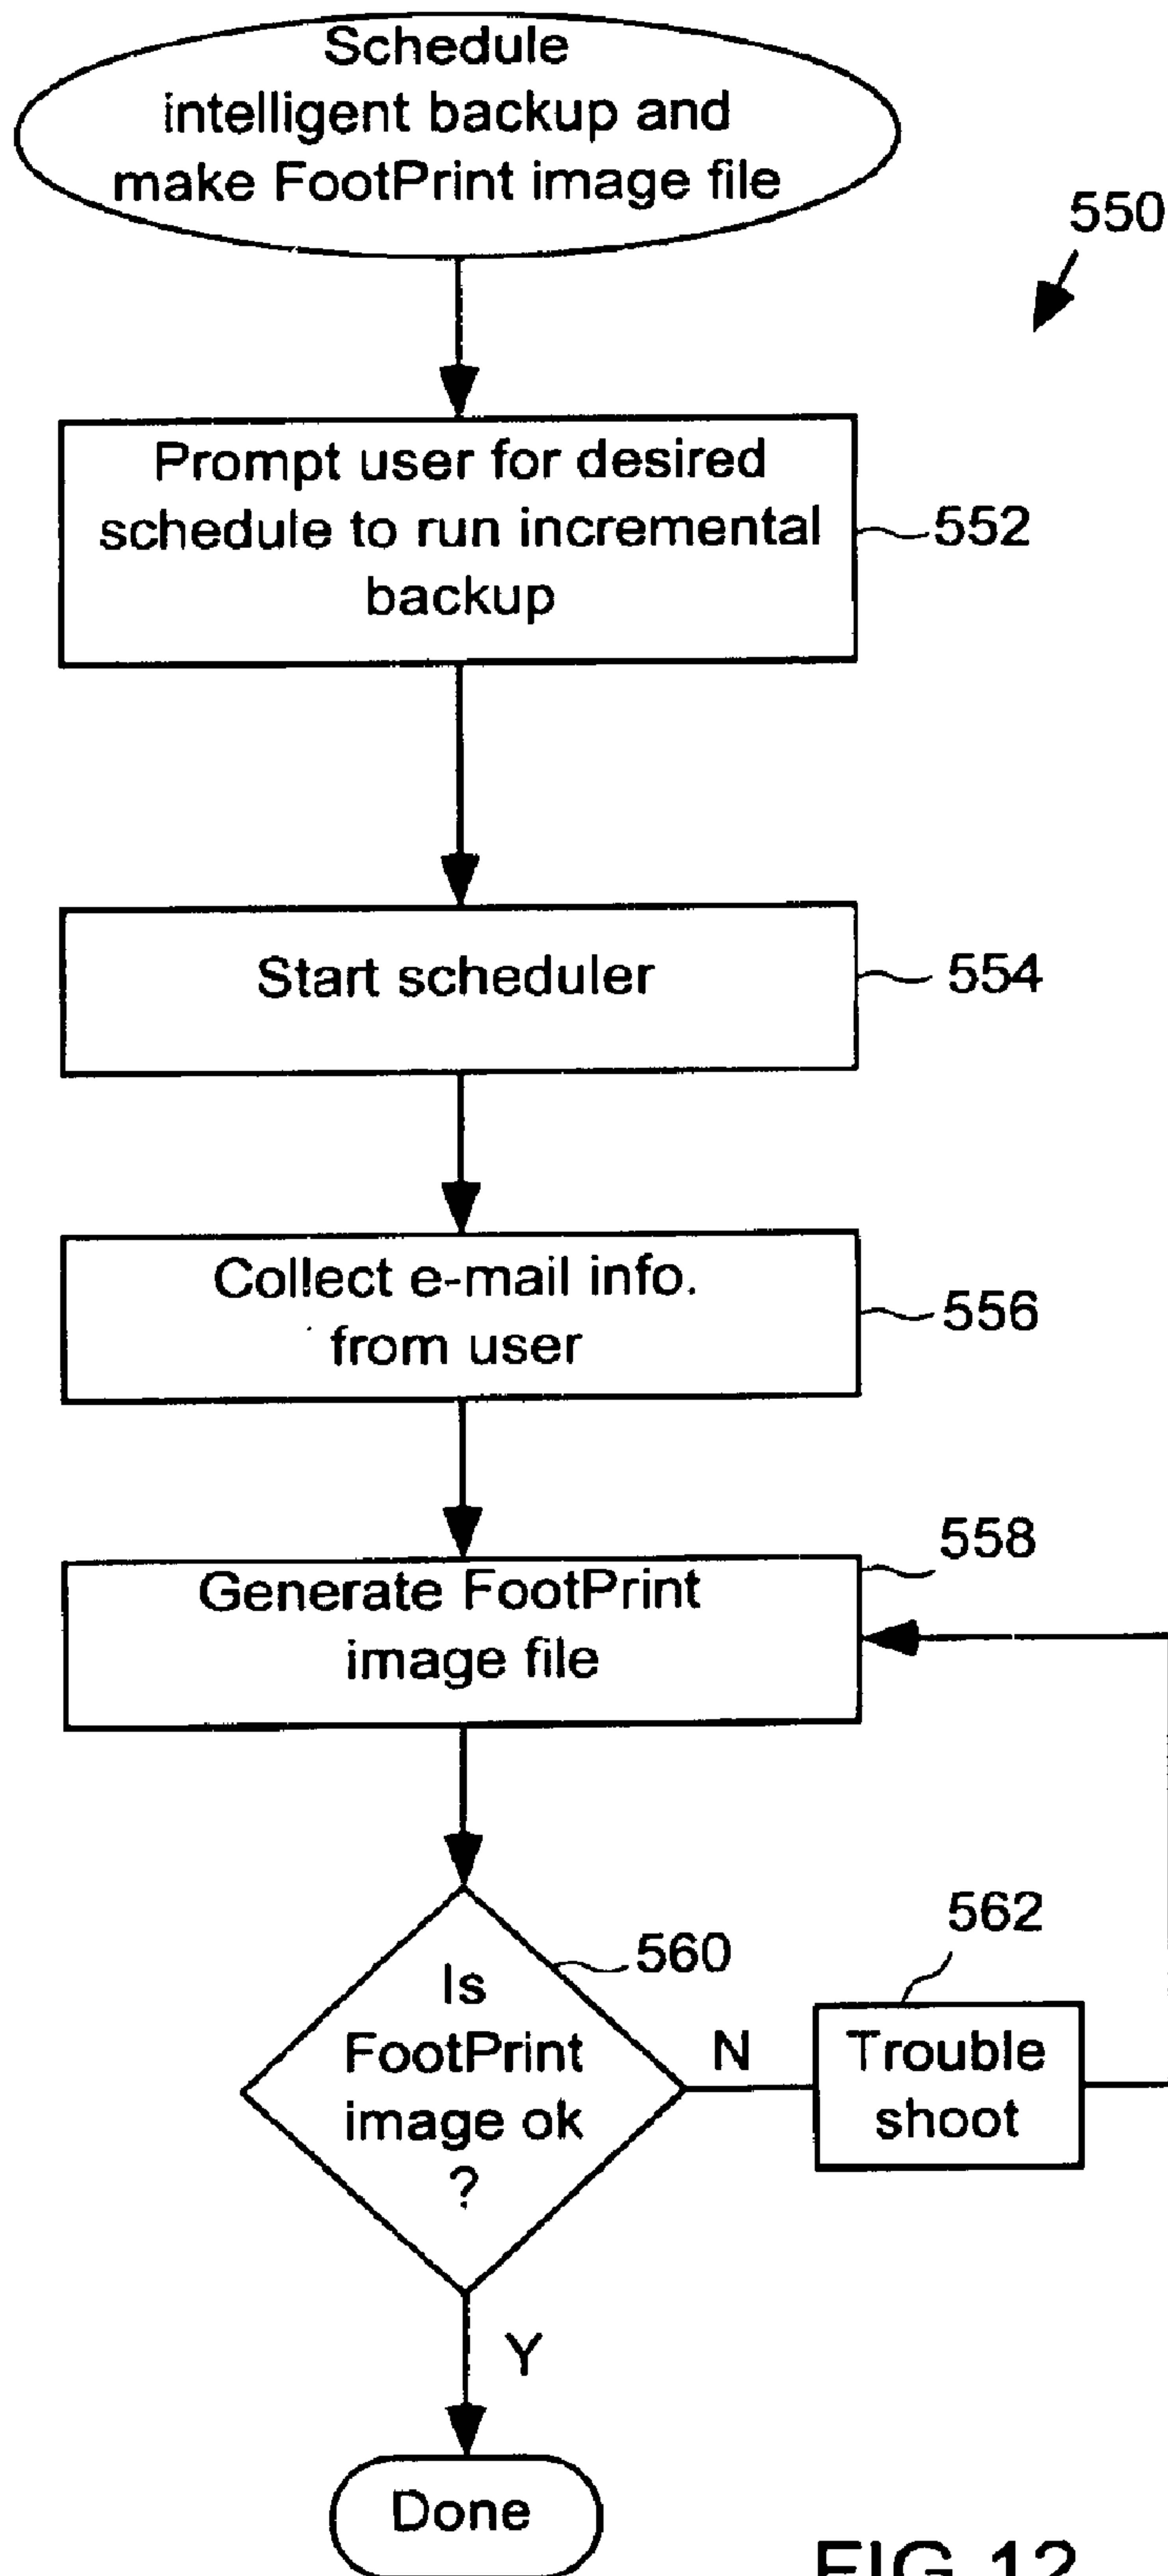 Schedule
intelligent backup and
make FootPrint image file
550
Prompt user for desired
schedule to run incremental
backup
552
Start scheduler
554
Collect e-mail info.
from user
556
558
Generate FootPrint
image file
560
Is
FootPrint
image ok
?
N
562
Trouble
shoot
Y
Done
FIG.12